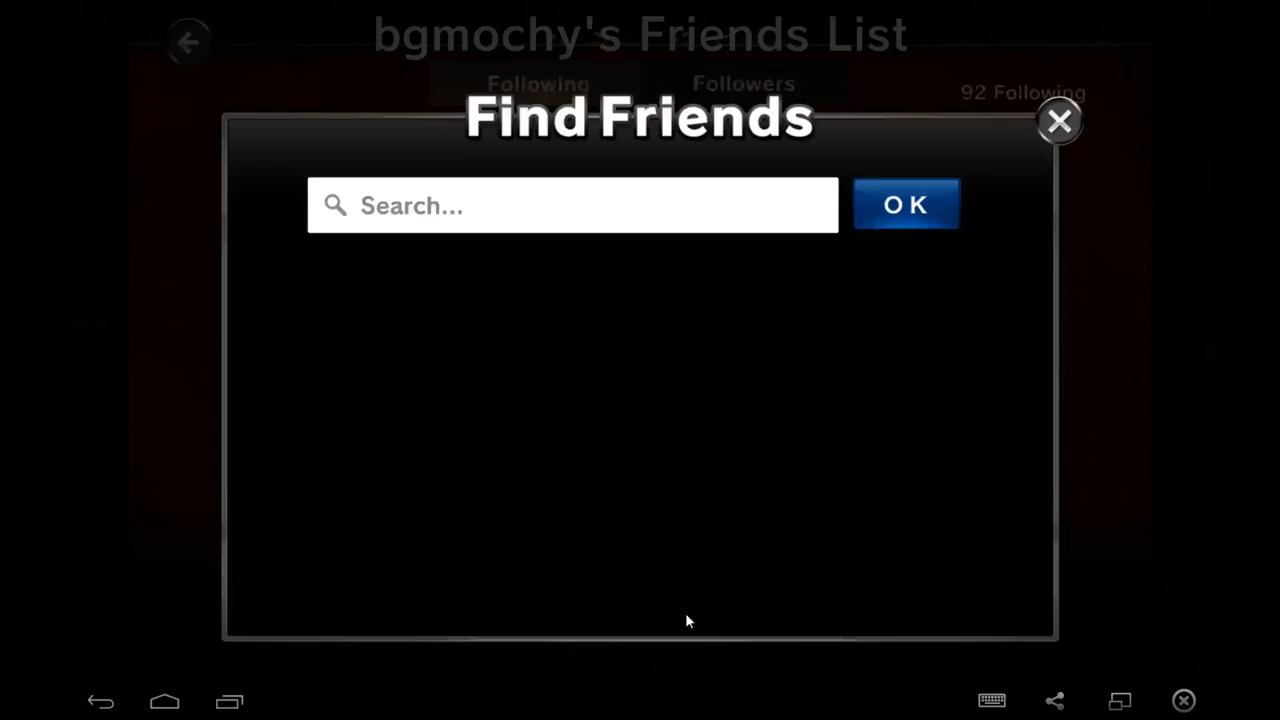 bgmochy's Friends List
Following Followers
92 Following
Find Friends
Search...
OK